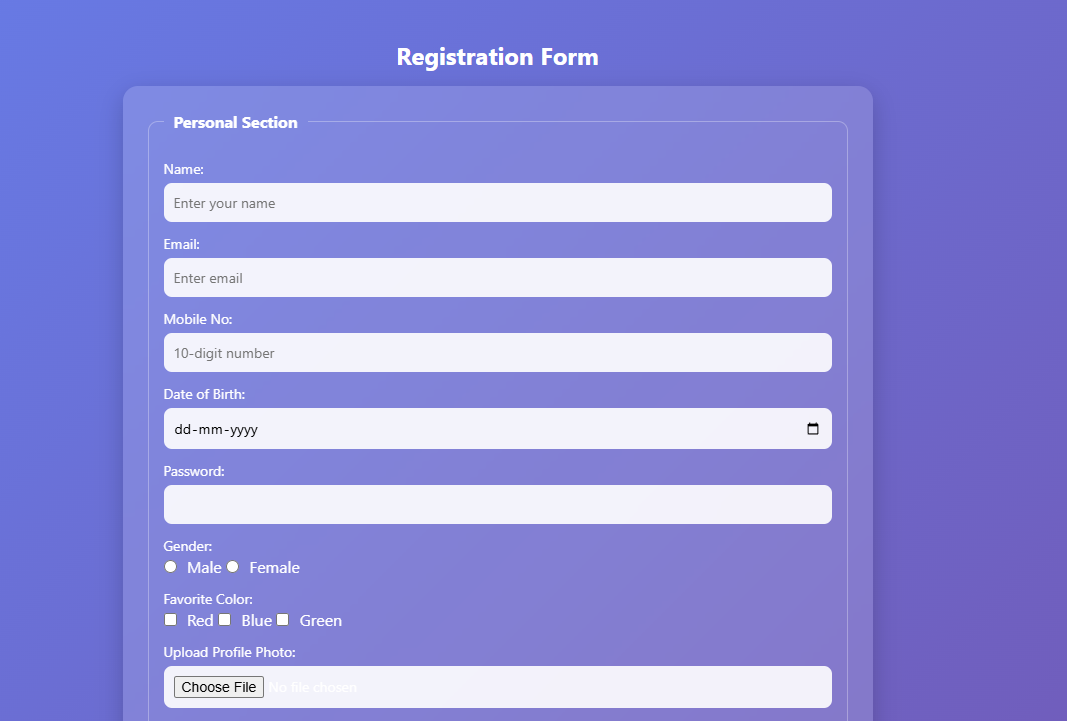 Registration Form
Personal Section
Name:
Enter your name
Email:
Enter email
Mobile No:
10-digit number
Date of Birth:
dd-mm-yyyy
Password:
Gender:
Male Female
Favorite Color:
Red Blue Green
Upload Profile Photo:
Choose File No file chosen